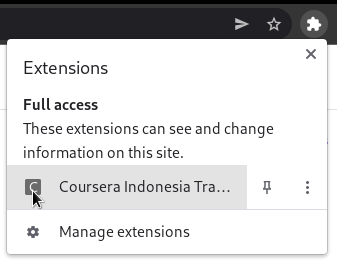 Extensions
Full access
These extensions can see and change
information on this site.
C Coursera Indonesia Tra...
Manage extensions